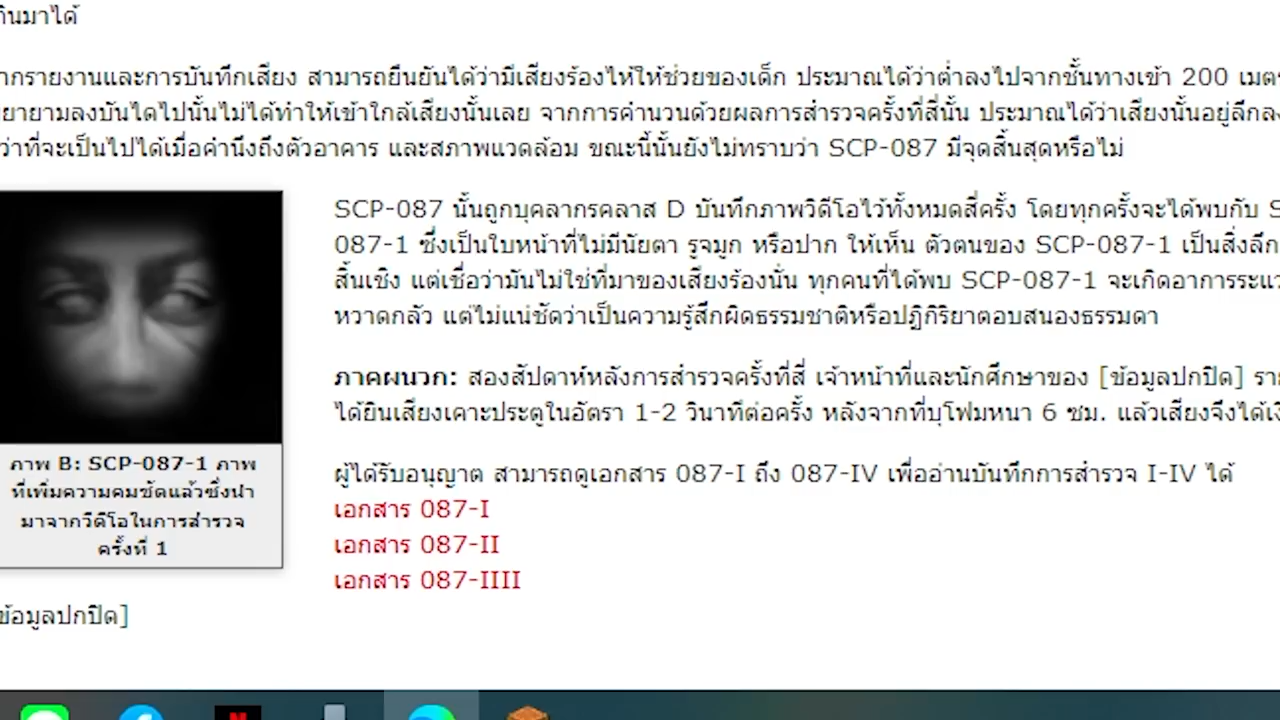 กินมาได้
ากรายงานและการบันทึกเสียง สามารถยืนยันได้ว่ามีเสียงร้องไห้ให้ช่วยของเด็ก ประมาณได้ว่าต่ำลงไปจากชั้นทางเข้า 200 เมตร
ยายามลงบันไดไปนั้นไม่ได้ทำให้เข้าใกล้เสียงนั้นเลย จากการคำนวนด้วยผลการสำรวจครั้งที่สี่นั้น ประมาณได้ว่าเสียงนั้นอยู่ลึกลง
ว่าที่จะเป็นไปได้เมื่อคำนึงถึงตัวอาคาร และสภาพแวดล้อม ขณะนี้นั้นยังไม่ทราบว่า SCP-087 มีจุดสิ้นสุดหรือไม่
SCP-087 นั้นถูกบุคลากรคลาส D บันทึกภาพวิดีโอไว้ทั้งหมดสี่ครั้ง โดยทุกครั้งจะได้พบกับ S
087-1 ซึ่งเป็นใบหน้าที่ไม่มีนัยตา รูจมูก หรือปาก ให้เห็น ตัวตนของ SCP-087-1 เป็นสิ่งลึก
สิ้นเชิง แต่เชื่อว่ามันไม่ใช่ที่มาของเสียงร้องนั่น ทุกคนที่ได้พบ SCP-087-1 จะเกิดอาการระแว
หวาดกลัว แต่ไม่แน่ชัดว่าเป็นความรู้สึกผิดธรรมชาติหรือปฏิกิริยาตอบสนองธรรมดา
ภาคผนวก: สองสัปดาห์หลังการสำรวจครั้งที่สี่ เจ้าหน้าที่และนักศึกษาของ [ข้อมูลปกปิด] ราย
ได้ยินเสียงเคาะประตูในอัตรา 1-2 วินาทีต่อครั้ง หลังจากที่บุโฟมหนา 6 ซม. แล้วเสียงจึงได้เงี
ผู้ได้รับอนุญาต สามารถดูเอกสาร 087-I ถึง 087-IV เพื่ออ่านบันทึกการสำรวจ I-IV ได้
เอกสาร 087-I
เอกสาร 087-II
เอกสาร 087-IIII
ภาพ B: SCP-087-1 ภาพ
ที่เพิ่มความคมชัดแล้วซึ่งนำ
มาจากวีดีโอในการสำรวจ
ครั้งที่ 1
ข้อมูลปกปิด]